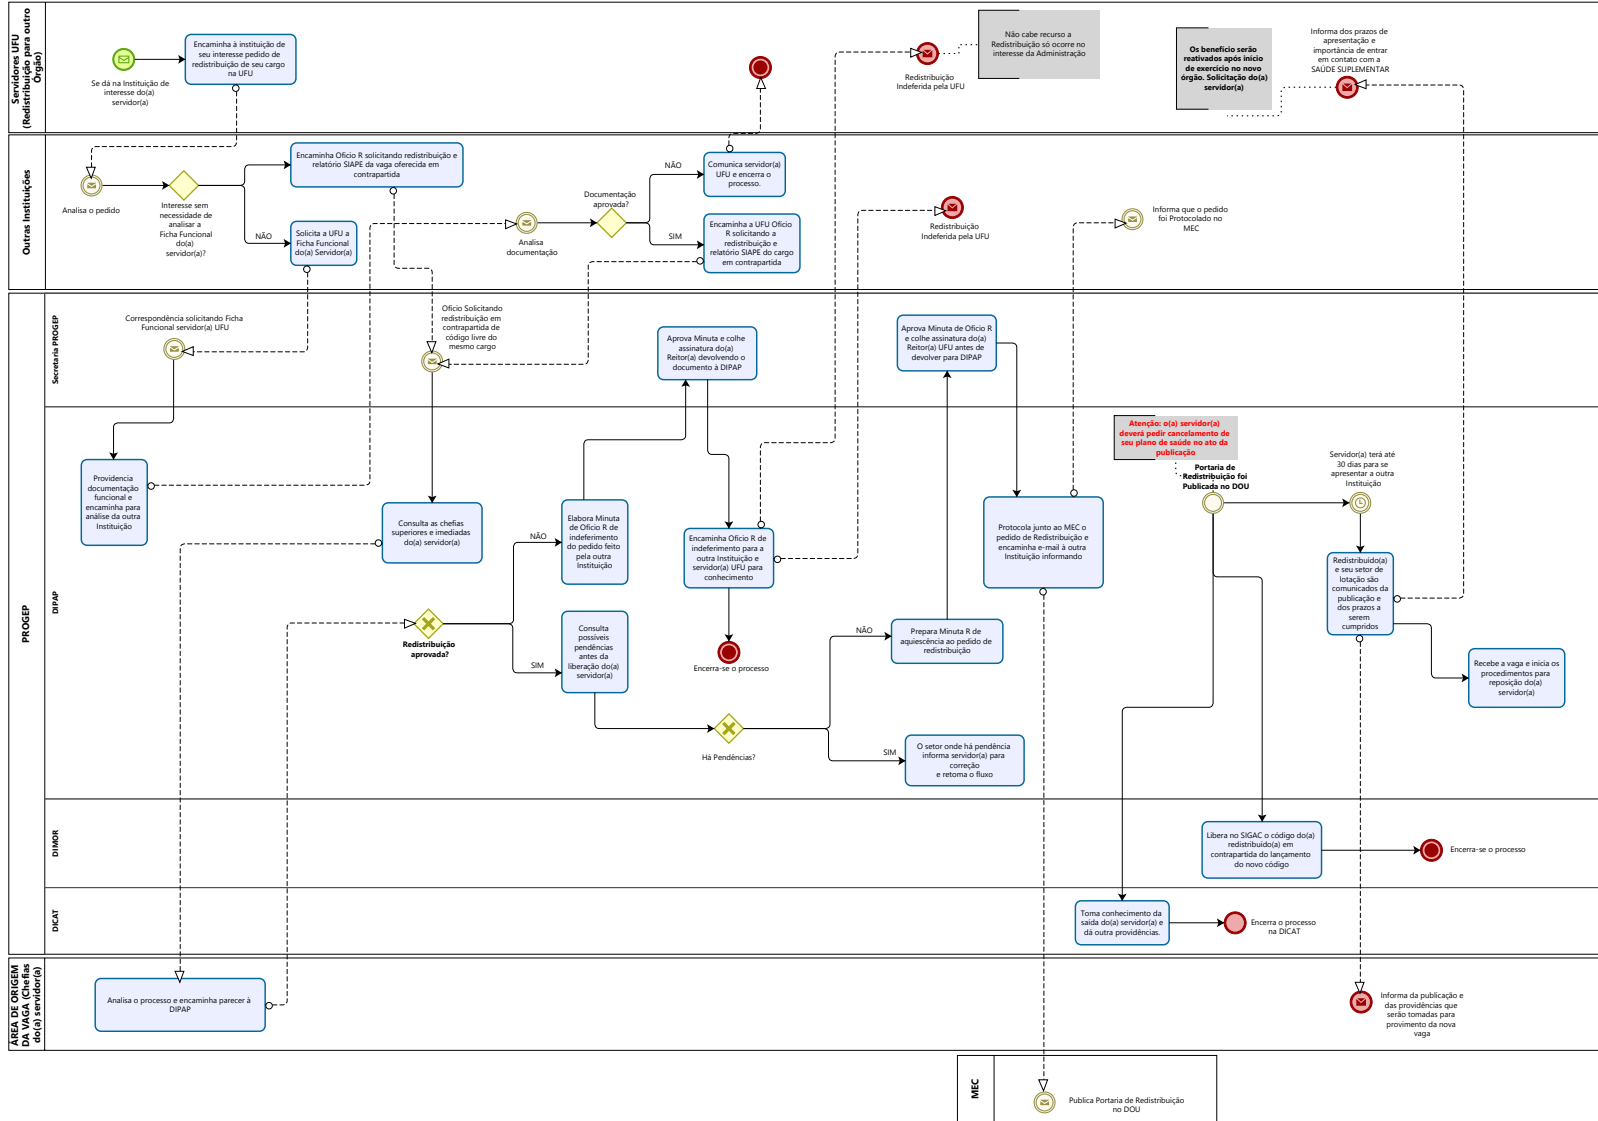 Servidores UFU
(Redistribuição para outro
Órgão)
Se dá na Instituição de
interesse do(a)
servidor(a)
Encaminha à instituição de
seu interesse pedido de
redistribuição de seu cargo
na UFU
Redistribuição
Indeferida pela UFU
Não cabe recurso a
Redistribuição só ocorre no
interesse da Administração
Os benefício serão
reativados após início
de exercício no novo
órgão. Solicitação do(a)
servidor(a)
Informa dos prazos de
apresentação e
importância de entrar
em contato com a
SAÚDE SUPLEMENTAR
Outras Instituições
Analisa o pedido
Interesse sem
necessidade de
analisar a
Ficha Funcional
do(a)
servidor(a)?
Encaminha Oficio R solicitando redistribuição e
relatório SIAPE da vaga oferecida em
contrapartida
NÃO
Solicita a UFU a
Ficha Funcional
do(a) Servidor(a)
Analisa
documentação
Documentação
aprovada?
NÃO
SIM
Comunica servidor(a)
UFU e encerra o
processo.
Encaminha a UFU Oficio
R solicitando a
redistribuição e
relatório SIAPE do cargo
em contrapartida
Redistribuição
Indeferida pela UFU
Informa que o pedido
foi Protocolado no
MEC
PROGEP
Secretaria PROGEP
Correspondência solicitando Ficha
Funcional servidor(a) UFU
Oficio Solicitando
redistribuição em
contrapartida de
código livre do
mesmo cargo
Aprova Minuta e colhe
assinatura do(a)
Reitor(a) devolvendo o
documento à DIPAP
Aprova Minuta de Oficio R
e colhe assinatura do(a)
Reitor(a) UFU antes de
devolver para DIPAP
DIPAP
Providencia
documentação
funcional e
encaminha para
análise da outra
Instituição
Consulta as chefias
superiores e imediadas
do(a) servidor(a)
Redistribuição
aprovada?
NÃO
SIM
Elabora Minuta
de Oficio R de
indeferimento
do pedido feito
pela outra
Instituição
Consulta
possíveis
pendências
antes da
liberação do(a)
servidor(a)
Encaminha Oficio R de
indeferimento para a
outra Instituição e
servidor(a) UFU para
conhecimento
Encerra-se o processo
Há Pendências?
NÃO
SIM
Prepara Minuta R de
aquiescência ao pedido de
redistribuição
O setor onde há pendência
informa servidor(a) para
correção
e retoma o fluxo
Protocola junto ao MEC o
pedido de Redistribuição e
encaminha e-mail à outra
Instituição informando
Atenção: o(a) servidor(a)
deverá pedir cancelamento de
seu plano de saúde no ato da
publicação
Portaria de
Redistribuição foi
Publicada no DOU
Servidor(a) terá até
30 dias para se
apresentar a outra
Instituição
Redistribuído(a)
e seu setor de
lotação são
comunicados da
publicação e
dos prazos a
serem
cumpridos
Recebe a vaga e inicia os
procedimentos para
reposição do(a)
servidor(a)
DIMOR
Libera no SIGAC o código do(a)
redistribuído(a) em
contrapartida do lançamento
do novo código
Encerra-se o processo
DICAT
Toma conhecimento da
saída do(a) servidor(a) e
dá outra providências.
Encerra o processo
na DICAT
ÁREA DE ORIGEM
DA VAGA (Chefias
do(a) servidor(a)
Analisa o processo e encaminha parecer à
DIPAP
Informa da publicação e
das providências que
serão tomadas para
provimento da nova
vaga
MEC
Publica Portaria de Redistribuição
no DOU